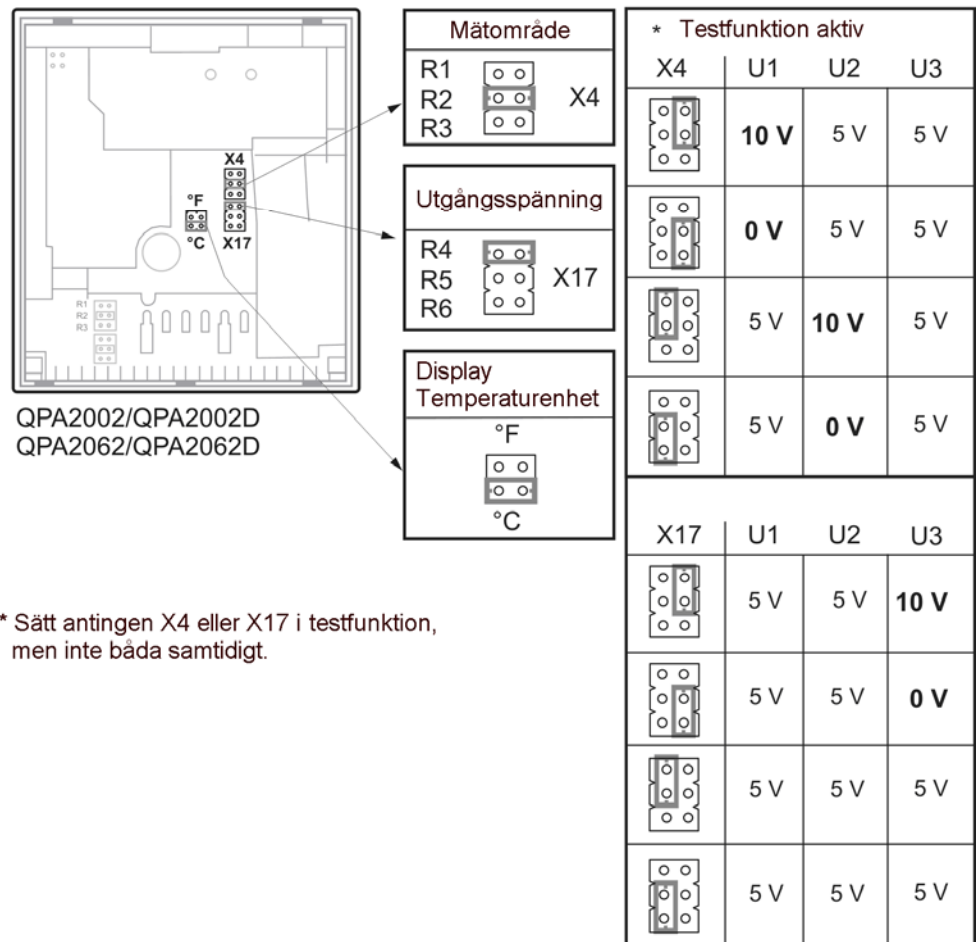 X4
°F
°C
X17
R1
R2
R3
QPA2002/QPA2002D
QPA2062/QPA2062D
Mätområde
R1
R2
R3
X4
Utgångsspänning
R4
R5
R6
X17
Display
Temperaturenhet
°F
°C
* Sätt antingen X4 eller X17 i testfunktion,
men inte båda samtidigt.
* Testfunktion aktiv
X4 U1 U2 U3
10 V 5 V 5 V
0 V 5 V 5 V
5 V 10 V 5 V
5 V 0 V 5 V
X17 U1 U2 U3
5 V 5 V 10 V
5 V 5 V 0 V
5 V 5 V 5 V
5 V 5 V 5 V